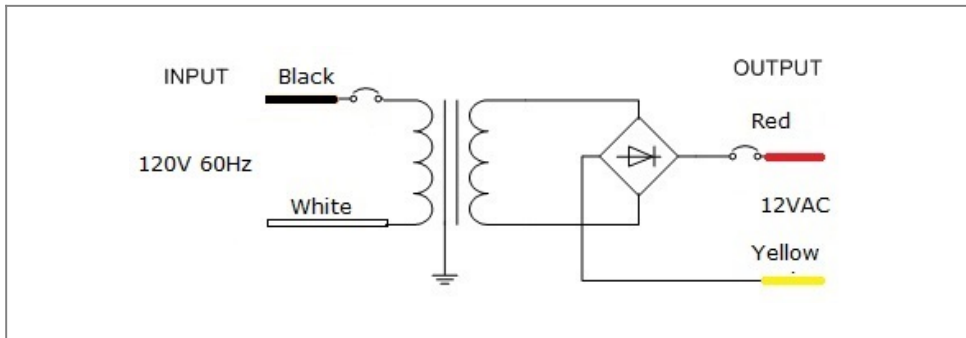 INPUT
Black
OUTPUT
Red
120V 60Hz
White
12VAC
Yellow